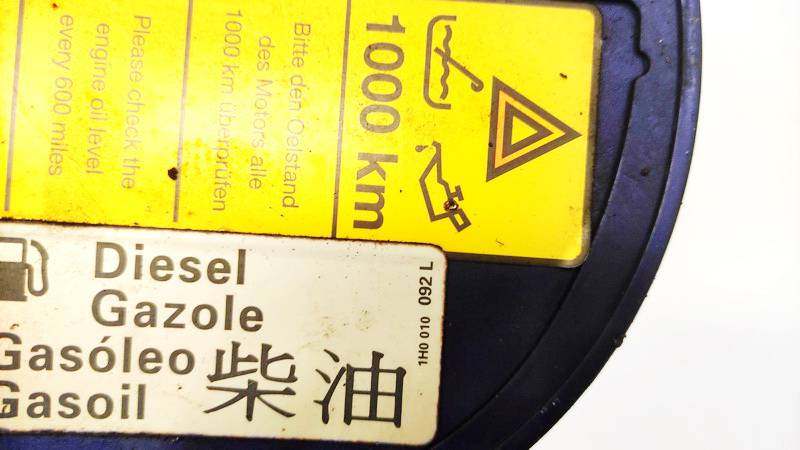 1000 km
Bitte den Oelstand
des Motors alle
1000 km überprüfen
Please check the
engine oil level
every 600 miles
Diesel
Gazole
Gasóleo
Gasoil
柴油
1H0 010 092 L